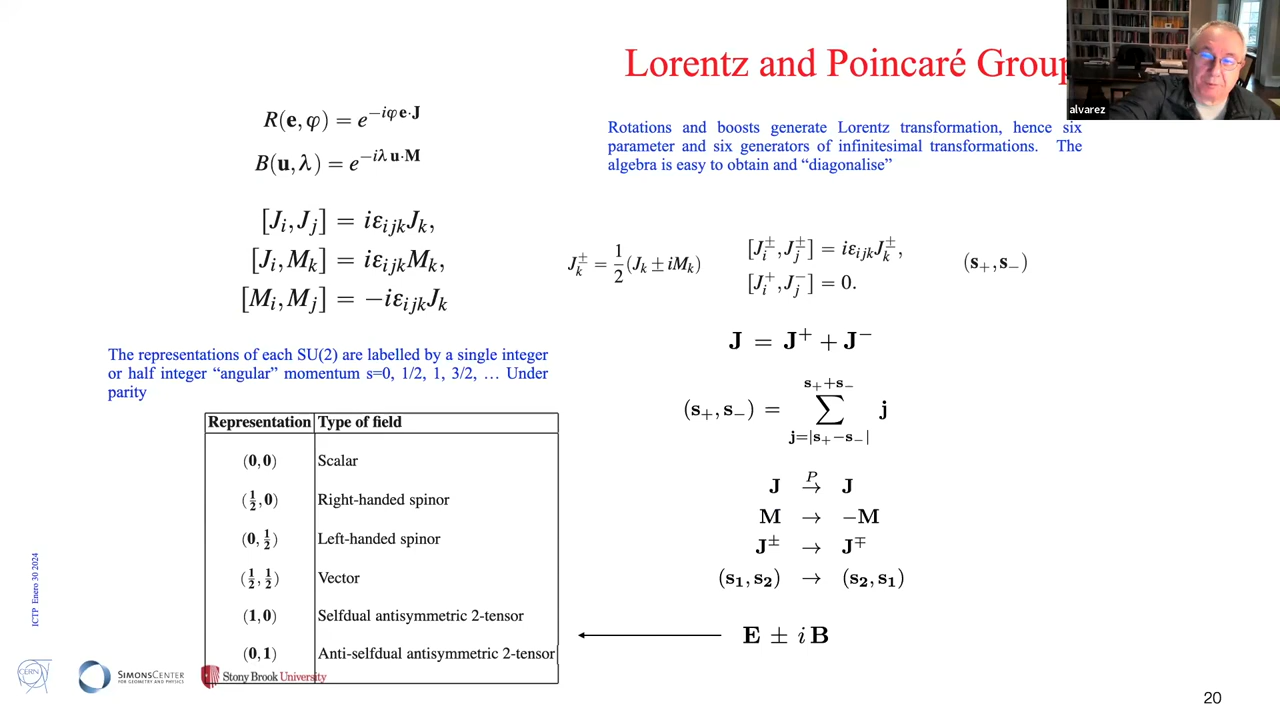 Lorentz and Poincaré Group
alvarez
R(e,φ) = e^{−iφ e·J}
B(u,λ) = e^{−iλ u·M}
Rotations and boosts generate Lorentz transformation, hence six
parameter and six generators of infinitesimal transformations. The
algebra is easy to obtain and “diagonalise”
[J_i, J_j] = iε_{ijk}J_k,
[J_i, M_k] = iε_{ijk}M_k,
[M_i, M_j] = −iε_{ijk}J_k
J_k^± = 1/2 (J_k ± iM_k)
[J_i^±, J_j^±] = iε_{ijk}J_k^±,
[J_i^+, J_j^−] = 0.
(s_+, s_−)
J = J^+ + J^−
(s_+, s_−) = ∑_{j=|s_+−s_−|}^{s_++s_−} j
The representations of each SU(2) are labelled by a single integer
or half integer “angular” momentum s=0, 1/2, 1, 3/2, … Under
parity
Representation Type of field
(0,0) Scalar
(1/2,0) Right-handed spinor
(0,1/2) Left-handed spinor
(1/2,1/2) Vector
(1,0) Selfdual antisymmetric 2-tensor
(0,1) Anti-selfdual antisymmetric 2-tensor
J P→ J
M → −M
J^± → J^∓
(s_1, s_2) → (s_2, s_1)
E ± i B
ICTP Enero 30 2024
CERN
SIMONS CENTER
FOR GEOMETRY AND PHYSICS
Stony Brook University
20